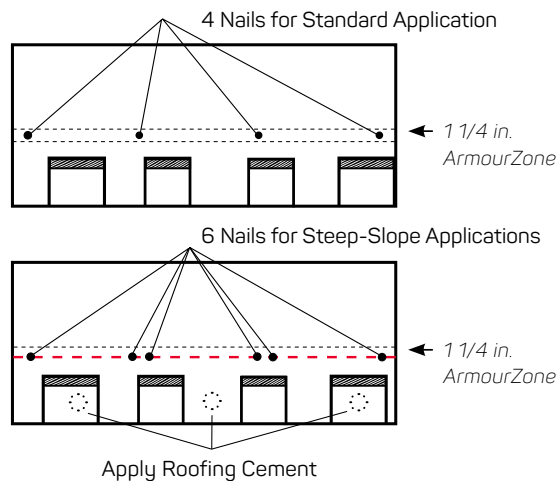 4 Nails for Standard Application
1 1/4 in.
ArmourZone
6 Nails for Steep-Slope Applications
1 1/4 in.
ArmourZone
Apply Roofing Cement